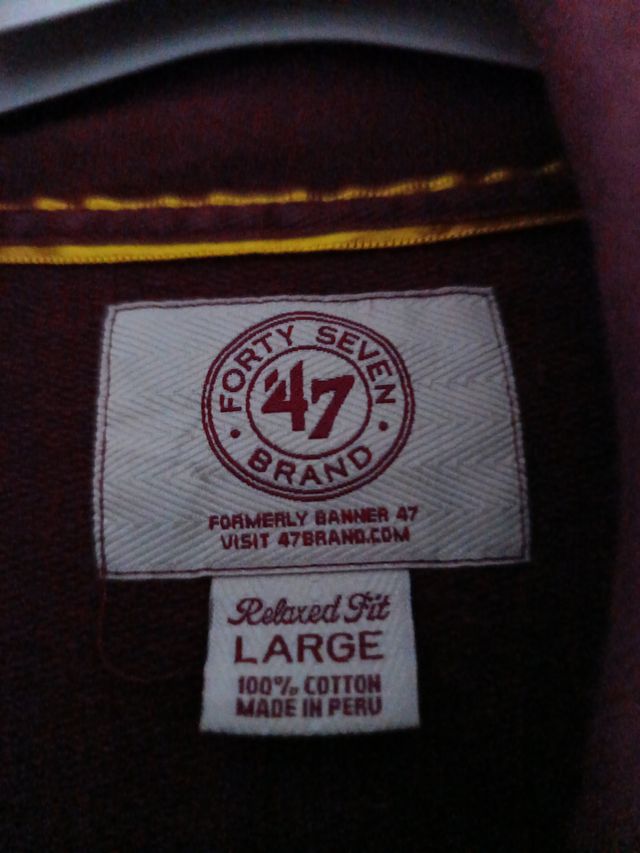 FORTY SEVEN
'47
• BRAND •
FORMERLY BANNER 47
VISIT 47BRAND.COM
Relaxed Fit
LARGE
100% COTTON
MADE IN PERU